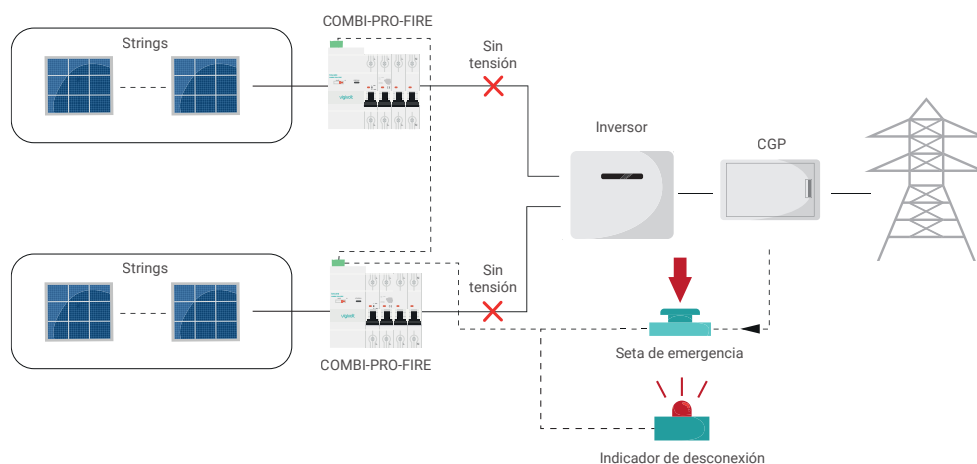 COMBI-PRO-FIRE
Strings
Sin
tensión
Inversor
CGP
Strings
Sin
tensión
COMBI-PRO-FIRE
Seta de emergencia
Indicador de desconexión